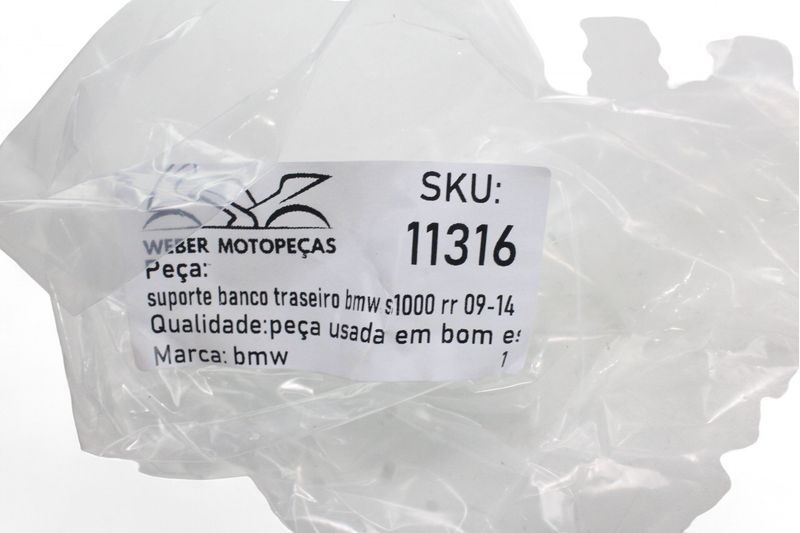 WEBER MOTOPEÇAS
SKU:
11316
Peça:
suporte banco traseiro bmw s1000 rr 09-14
Qualidade:peça usada em bom es
Marca: bmw
1